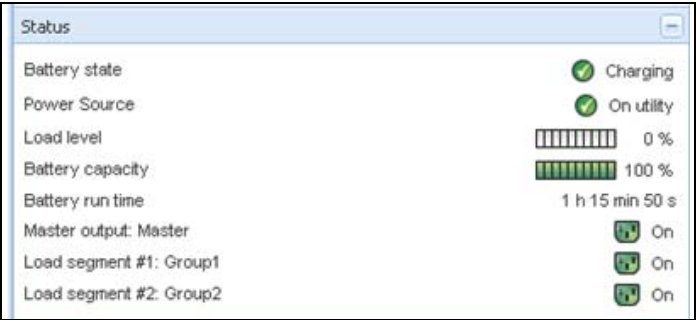 Status
Battery state Charging
Power Source On utility
Load level 0 %
Battery capacity 100 %
Battery run time 1 h 15 min 50 s
Master output: Master On
Load segment #1: Group1 On
Load segment #2: Group2 On